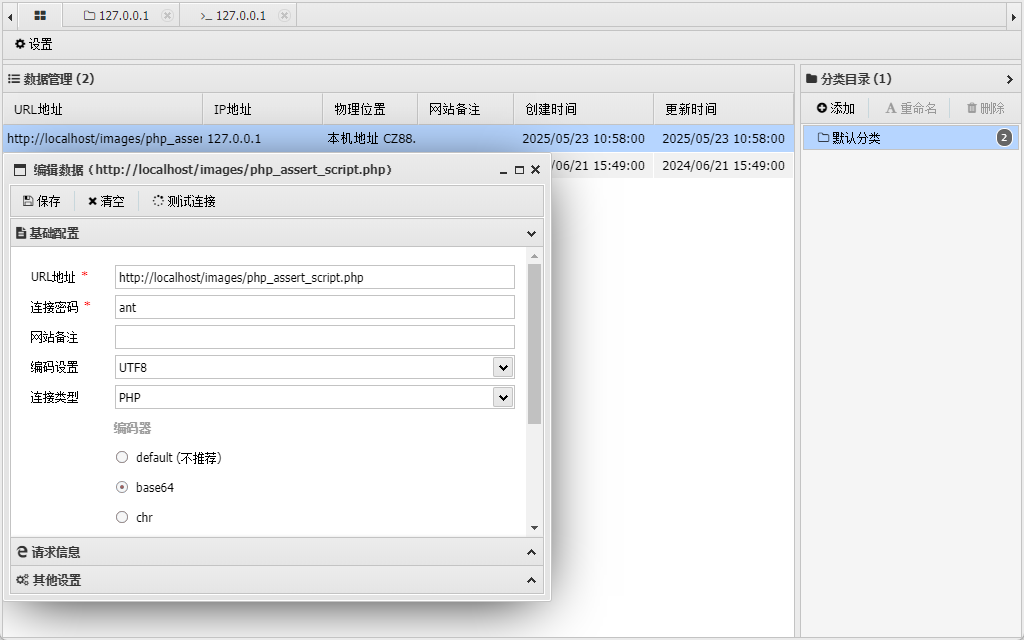 127.0.0.1
127.0.0.1
设置
数据管理 (2)
URL地址 IP地址 物理位置 网站备注 创建时间 更新时间
http://localhost/images/php_asser 127.0.0.1 本机地址 CZ88. 2025/05/23 10:58:00 2025/05/23 10:58:00
/06/21 15:49:00 2024/06/21 15:49:00
分类目录 (1)
添加 重命名 删除
默认分类 2
编辑数据 (http://localhost/images/php_assert_script.php)
保存 清空 测试连接
基础配置
URL地址 * http://localhost/images/php_assert_script.php
连接密码 * ant
网站备注
编码设置 UTF8
连接类型 PHP
编码器
default (不推荐)
base64
chr
请求信息
其他设置